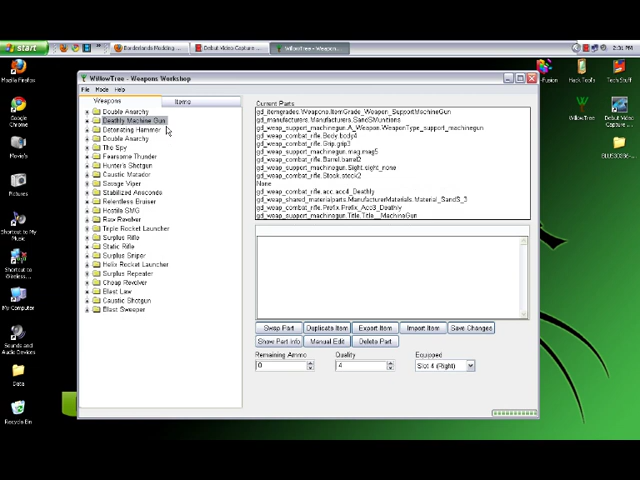 start
Borderlands Modding ...
Debut Video Capture ...
WillowTree - Weapons...
2:31 PM
WillowTree - Weapons Workshop
File Mode Help
Weapons
Items
Double Anarchy
Deathly Machine Gun
Detonating Hammer
Double Anarchy
The Spy
Fearsome Thunder
Hunter's Shotgun
Caustic Matador
Savage Viper
Stabilized Anaconda
Relentless Bruiser
Hostile SMG
Raw Revolver
Triple Rocket Launcher
Surplus Rifle
Static Rifle
Surplus Sniper
Helix Rocket Launcher
Surplus Repeater
Cheap Revolver
Blast Law
Caustic Shotgun
Blast Sweeper
Current Parts
gd_itemgrades.Weapons.ItemGrade_Weapon_SupportMachineGun
gd_manufacturers.Manufacturers.SandSMunitions
gd_weap_support_machinegun.A_Weapon.WeaponType_support_machinegun
gd_weap_combat_rifle.Body.body4
gd_weap_combat_rifle.Grip.grip3
gd_weap_support_machinegun.mag.mag5
gd_weap_combat_rifle.Barrel.barrel2
gd_weap_support_machinegun.Sight.sight_none
gd_weap_combat_rifle.Stock.stock2
None
gd_weap_combat_rifle.acc.acc4_Deathly
gd_weap_shared_materialparts.ManufacturerMaterials.Material_SandS_3
gd_weap_combat_rifle.Prefix.Prefix_Acc3_Deathly
gd_weap_support_machinegun.Title.Title__MachineGun
Swap Part
Duplicate Item
Export Item
Import Item
Save Changes
Show Part Info
Manual Edit
Delete Part
Remaining Ammo
Quality
Equipped
0
4
Slot 4 (Right)
Mozilla Firefox
Google
Chrome
Movie's
Pictures
Shortcut to My
Music
Shortcut to
Wireless...
My Computer
Sounds and
Audio Devices
Data
Recycle Bin
Hack Tools
Tech Stuff
WillowTree
Debut Video
Capture ...